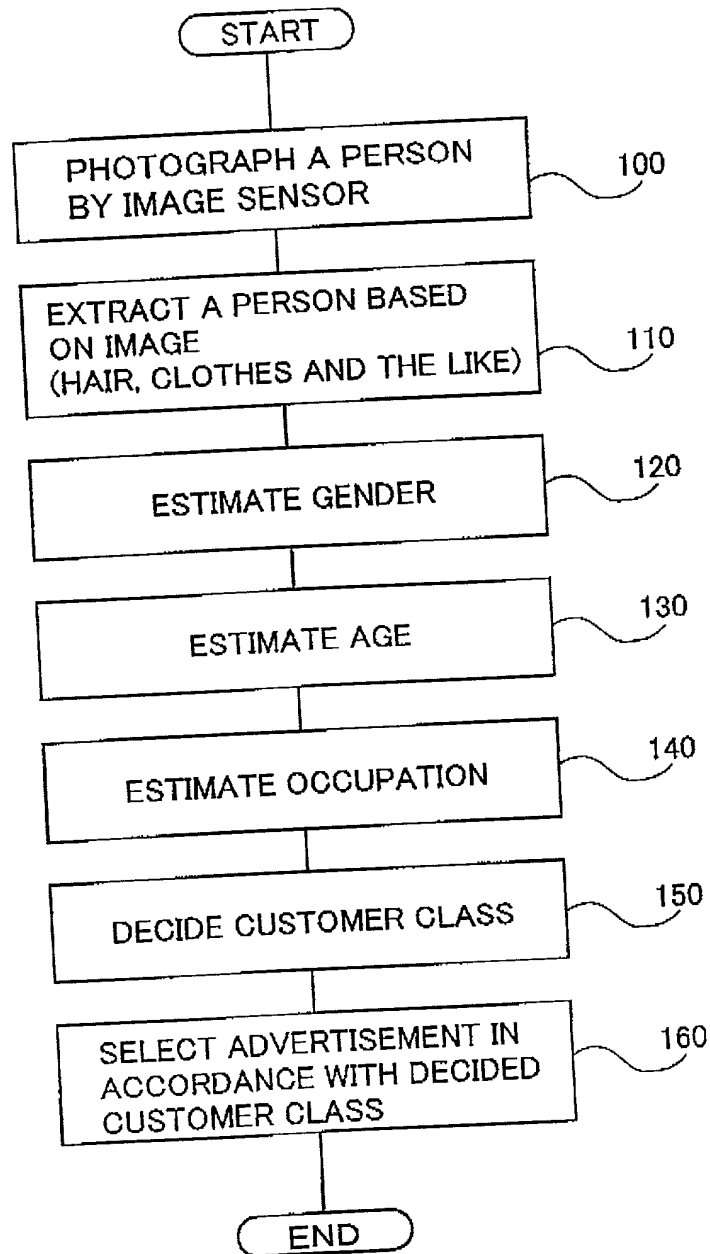 START
PHOTOGRAPH A PERSON
BY IMAGE SENSOR
100
EXTRACT A PERSON BASED
ON IMAGE
(HAIR, CLOTHES AND THE LIKE)
110
ESTIMATE GENDER
120
ESTIMATE AGE
130
ESTIMATE OCCUPATION
140
DECIDE CUSTOMER CLASS
150
SELECT ADVERTISEMENT IN
ACCORDANCE WITH DECIDED
CUSTOMER CLASS
160
END